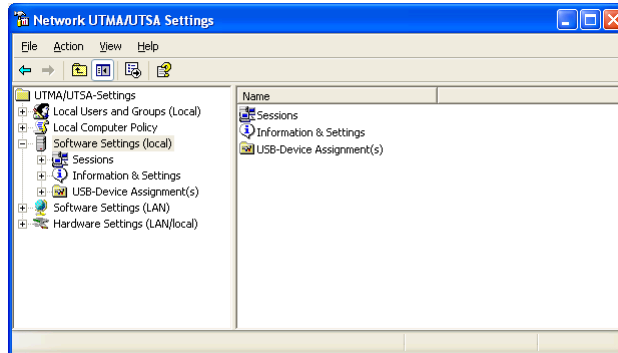 Network UTMA/UTSA Settings
File Action View Help
UTMA/UTSA-Settings
Local Users and Groups (Local)
Local Computer Policy
Software Settings (local)
Sessions
Information & Settings
USB-Device Assignment(s)
Software Settings (LAN)
Hardware Settings (LAN/local)
Name
Sessions
Information & Settings
USB-Device Assignment(s)